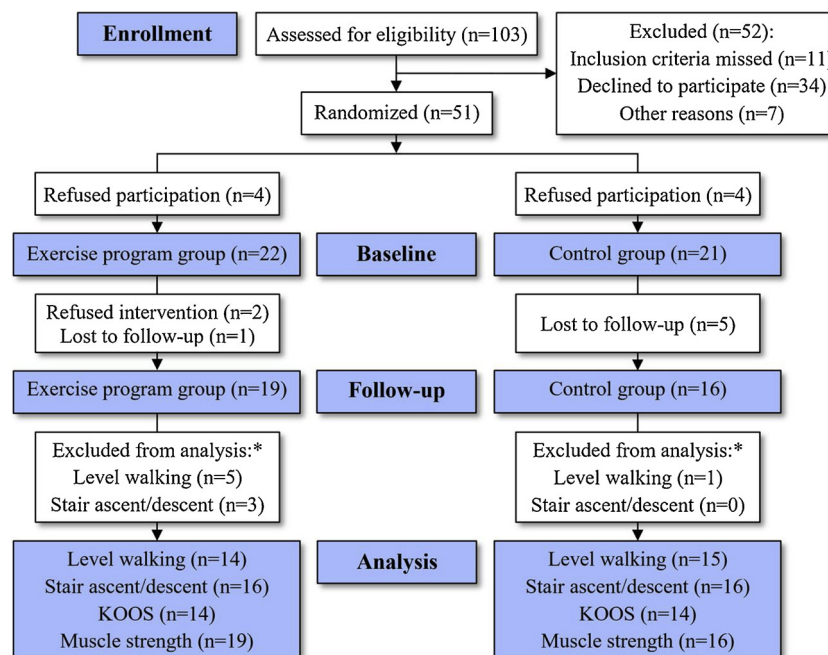 Enrollment
Assessed for eligibility (n=103)
Excluded (n=52):
Inclusion criteria missed (n=11)
Declined to participate (n=34)
Other reasons (n=7)
Randomized (n=51)
Refused participation (n=4)
Refused participation (n=4)
Exercise program group (n=22)
Baseline
Control group (n=21)
Refused intervention (n=2)
Lost to follow-up (n=1)
Lost to follow-up (n=5)
Exercise program group (n=19)
Follow-up
Control group (n=16)
Excluded from analysis:*
Level walking (n=5)
Stair ascent/descent (n=3)
Excluded from analysis:*
Level walking (n=1)
Stair ascent/descent (n=0)
Level walking (n=14)
Stair ascent/descent (n=16)
KOOS (n=14)
Muscle strength (n=19)
Analysis
Level walking (n=15)
Stair ascent/descent (n=16)
KOOS (n=14)
Muscle strength (n=16)